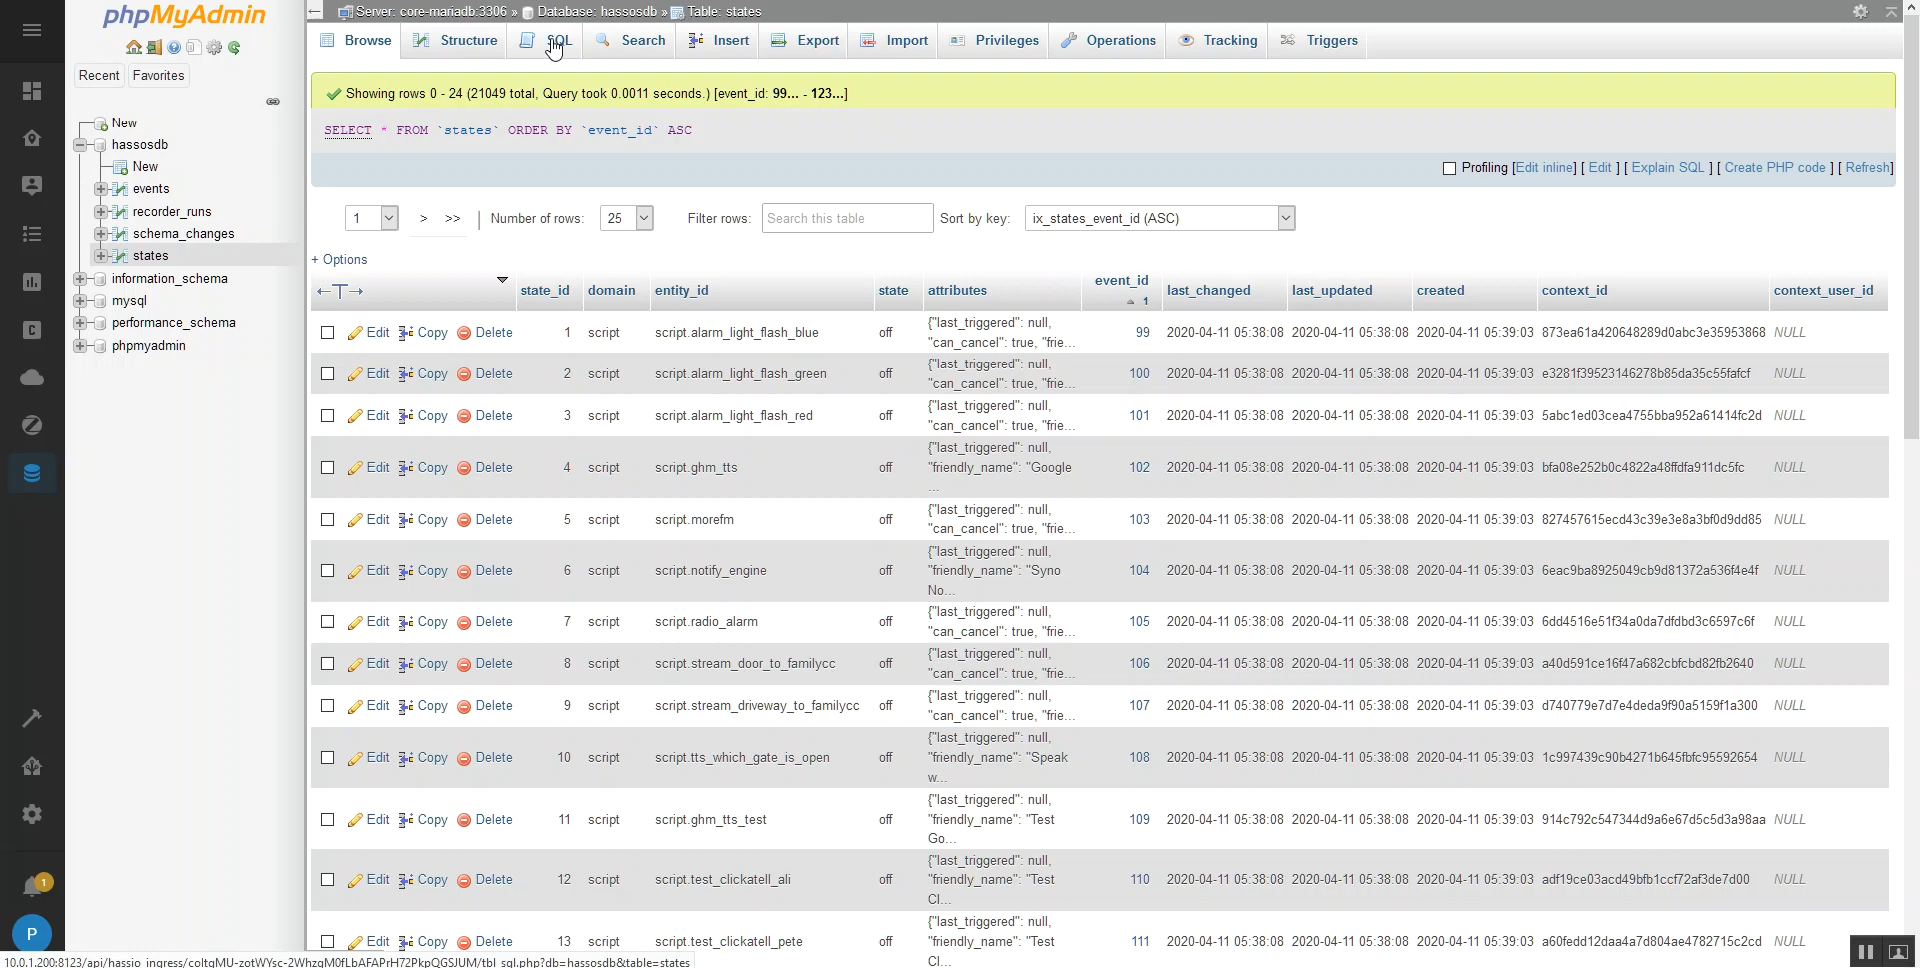 phpMyAdmin
Recent
Favorites
New
hassosdb
New
events
recorder_runs
schema_changes
states
information_schema
mysql
performance_schema
phpmyadmin
1
P
Server: core-mariadb:3306 » Database: hassosdb » Table: states
Browse Structure SQL Search Insert Export Import Privileges Operations Tracking Triggers
Showing rows 0 - 24 (21049 total, Query took 0.0011 seconds.) [event_id: 99... - 123...]
SELECT * FROM `states` ORDER BY `event_id` ASC
Profiling [Edit inline] [ Edit ] [ Explain SQL ] [ Create PHP code ] [ Refresh]
1 > >> | Number of rows: 25 Filter rows: Search this table Sort by key: ix_states_event_id (ASC)
+ Options
←T→ state_id domain entity_id state attributes event_id 1 last_changed last_updated created context_id context_user_id
Edit Copy Delete 1 script script.alarm_light_flash_blue off {"last_triggered": null, "can_cancel": true, "frie... 99 2020-04-11 05:38:08 2020-04-11 05:38:08 2020-04-11 05:39:03 873ea61a420648289d0abc3e35953868 NULL
Edit Copy Delete 2 script script.alarm_light_flash_green off {"last_triggered": null, "can_cancel": true, "frie... 100 2020-04-11 05:38:08 2020-04-11 05:38:08 2020-04-11 05:39:03 e3281f39523146278b85da35c55fafcf NULL
Edit Copy Delete 3 script script.alarm_light_flash_red off {"last_triggered": null, "can_cancel": true, "frie... 101 2020-04-11 05:38:08 2020-04-11 05:38:08 2020-04-11 05:39:03 5abc1ed03cea4755bba952a61414fc2d NULL
Edit Copy Delete 4 script script.ghm_tts off {"last_triggered": null, "friendly_name": "Google ... 102 2020-04-11 05:38:08 2020-04-11 05:38:08 2020-04-11 05:39:03 bfa08e252b0c4822a48ffdfa911dc5fc NULL
Edit Copy Delete 5 script script.morefm off {"last_triggered": null, "can_cancel": true, "frie... 103 2020-04-11 05:38:08 2020-04-11 05:38:08 2020-04-11 05:39:03 827457615ecd43c39e3e8a3bf0d9dd85 NULL
Edit Copy Delete 6 script script.notify_engine off {"last_triggered": null, "friendly_name": "Syno No... 104 2020-04-11 05:38:08 2020-04-11 05:38:08 2020-04-11 05:39:03 6eac9ba8925049cb9d81372a536f4e4f NULL
Edit Copy Delete 7 script script.radio_alarm off {"last_triggered": null, "can_cancel": true, "frie... 105 2020-04-11 05:38:08 2020-04-11 05:38:08 2020-04-11 05:39:03 6dd4516e51f34a0da7dfdbd3c6597c6f NULL
Edit Copy Delete 8 script script.stream_door_to_familycc off {"last_triggered": null, "can_cancel": true, "frie... 106 2020-04-11 05:38:08 2020-04-11 05:38:08 2020-04-11 05:39:03 a40d591ce16f47a682cbfcbd82fb2640 NULL
Edit Copy Delete 9 script script.stream_driveway_to_familycc off {"last_triggered": null, "can_cancel": true, "frie... 107 2020-04-11 05:38:08 2020-04-11 05:38:08 2020-04-11 05:39:03 d740779e7d7e4deda9f90a5159f1a300 NULL
Edit Copy Delete 10 script script.tts_which_gate_is_open off {"last_triggered": null, "friendly_name": "Speak w... 108 2020-04-11 05:38:08 2020-04-11 05:38:08 2020-04-11 05:39:03 1c997439c90b4271b645fbfc95592654 NULL
Edit Copy Delete 11 script script.ghm_tts_test off {"last_triggered": null, "friendly_name": "Test Go... 109 2020-04-11 05:38:08 2020-04-11 05:38:08 2020-04-11 05:39:03 914c792c547344d9a6e67d5c5d3a98aa NULL
Edit Copy Delete 12 script script.test_clickatell_ali off {"last_triggered": null, "friendly_name": "Test Cl... 110 2020-04-11 05:38:08 2020-04-11 05:38:08 2020-04-11 05:39:03 adf19ce03acd49bfb1ccf72af3de7d00 NULL
Edit Copy Delete 13 script script.test_clickatell_pete off {"last_triggered": null, "friendly_name": "Test Cl... 111 2020-04-11 05:38:08 2020-04-11 05:38:08 2020-04-11 05:39:03 a60fedd12daa4a7d804ae4782715c2cd NULL
10.0.1.200:8123/api/hassio_ingress/coltqMU-zotWYsc-2WhzqM0fLbAFAPrH72PkpQGSJUM/tbl_sql.php?db=hassosdb&table=states